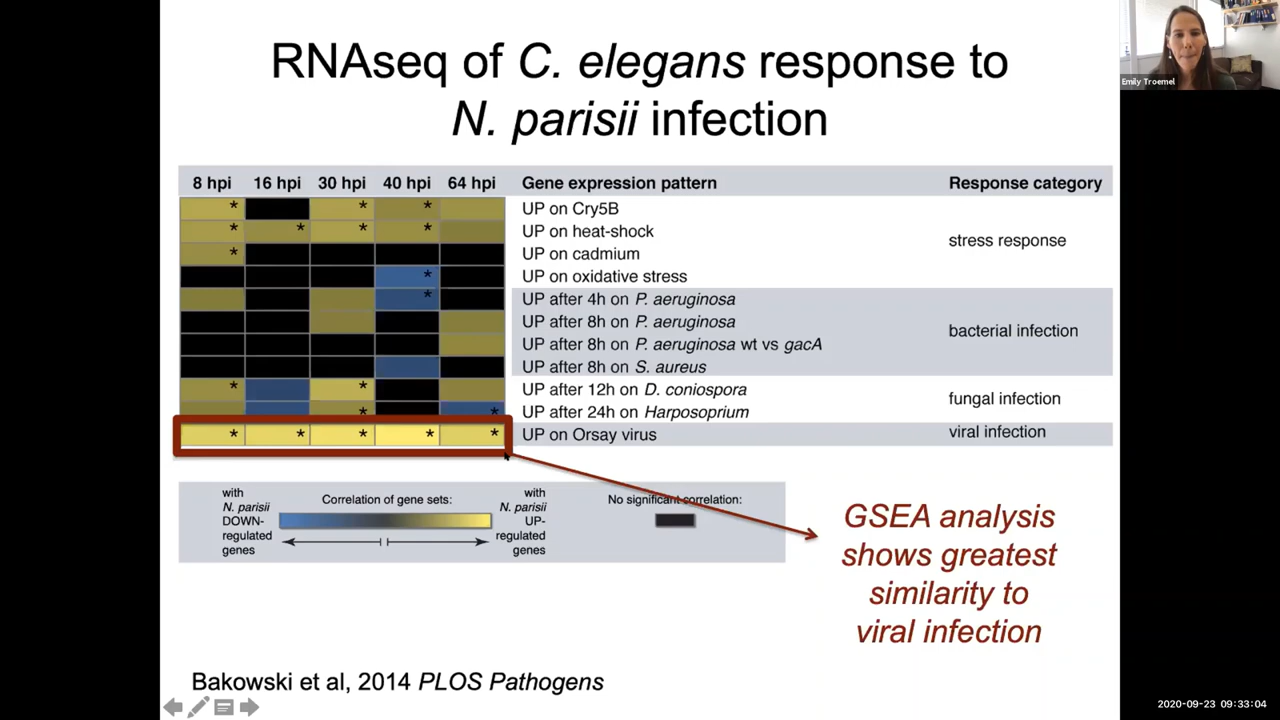 RNAseq of C. elegans response to
N. parisii infection
Emily Troemel
8 hpi 16 hpi 30 hpi 40 hpi 64 hpi Gene expression pattern Response category
* * * UP on Cry5B
* * * * UP on heat-shock
stress response
* UP on cadmium
* UP on oxidative stress
* UP after 4h on P. aeruginosa
UP after 8h on P. aeruginosa
bacterial infection
UP after 8h on P. aeruginosa wt vs gacA
UP after 8h on S. aureus
* * UP after 12h on D. coniospora
fungal infection
* * UP after 24h on Harposoprium
* * * * * UP on Orsay virus viral infection
with
N. parisii
DOWN-
regulated
genes
Correlation of gene sets:
with
N. parisii
UP-
regulated
genes
No significant correlation:
GSEA analysis
shows greatest
similarity to
viral infection
Bakowski et al, 2014 PLOS Pathogens
2020-09-23 09:33:04